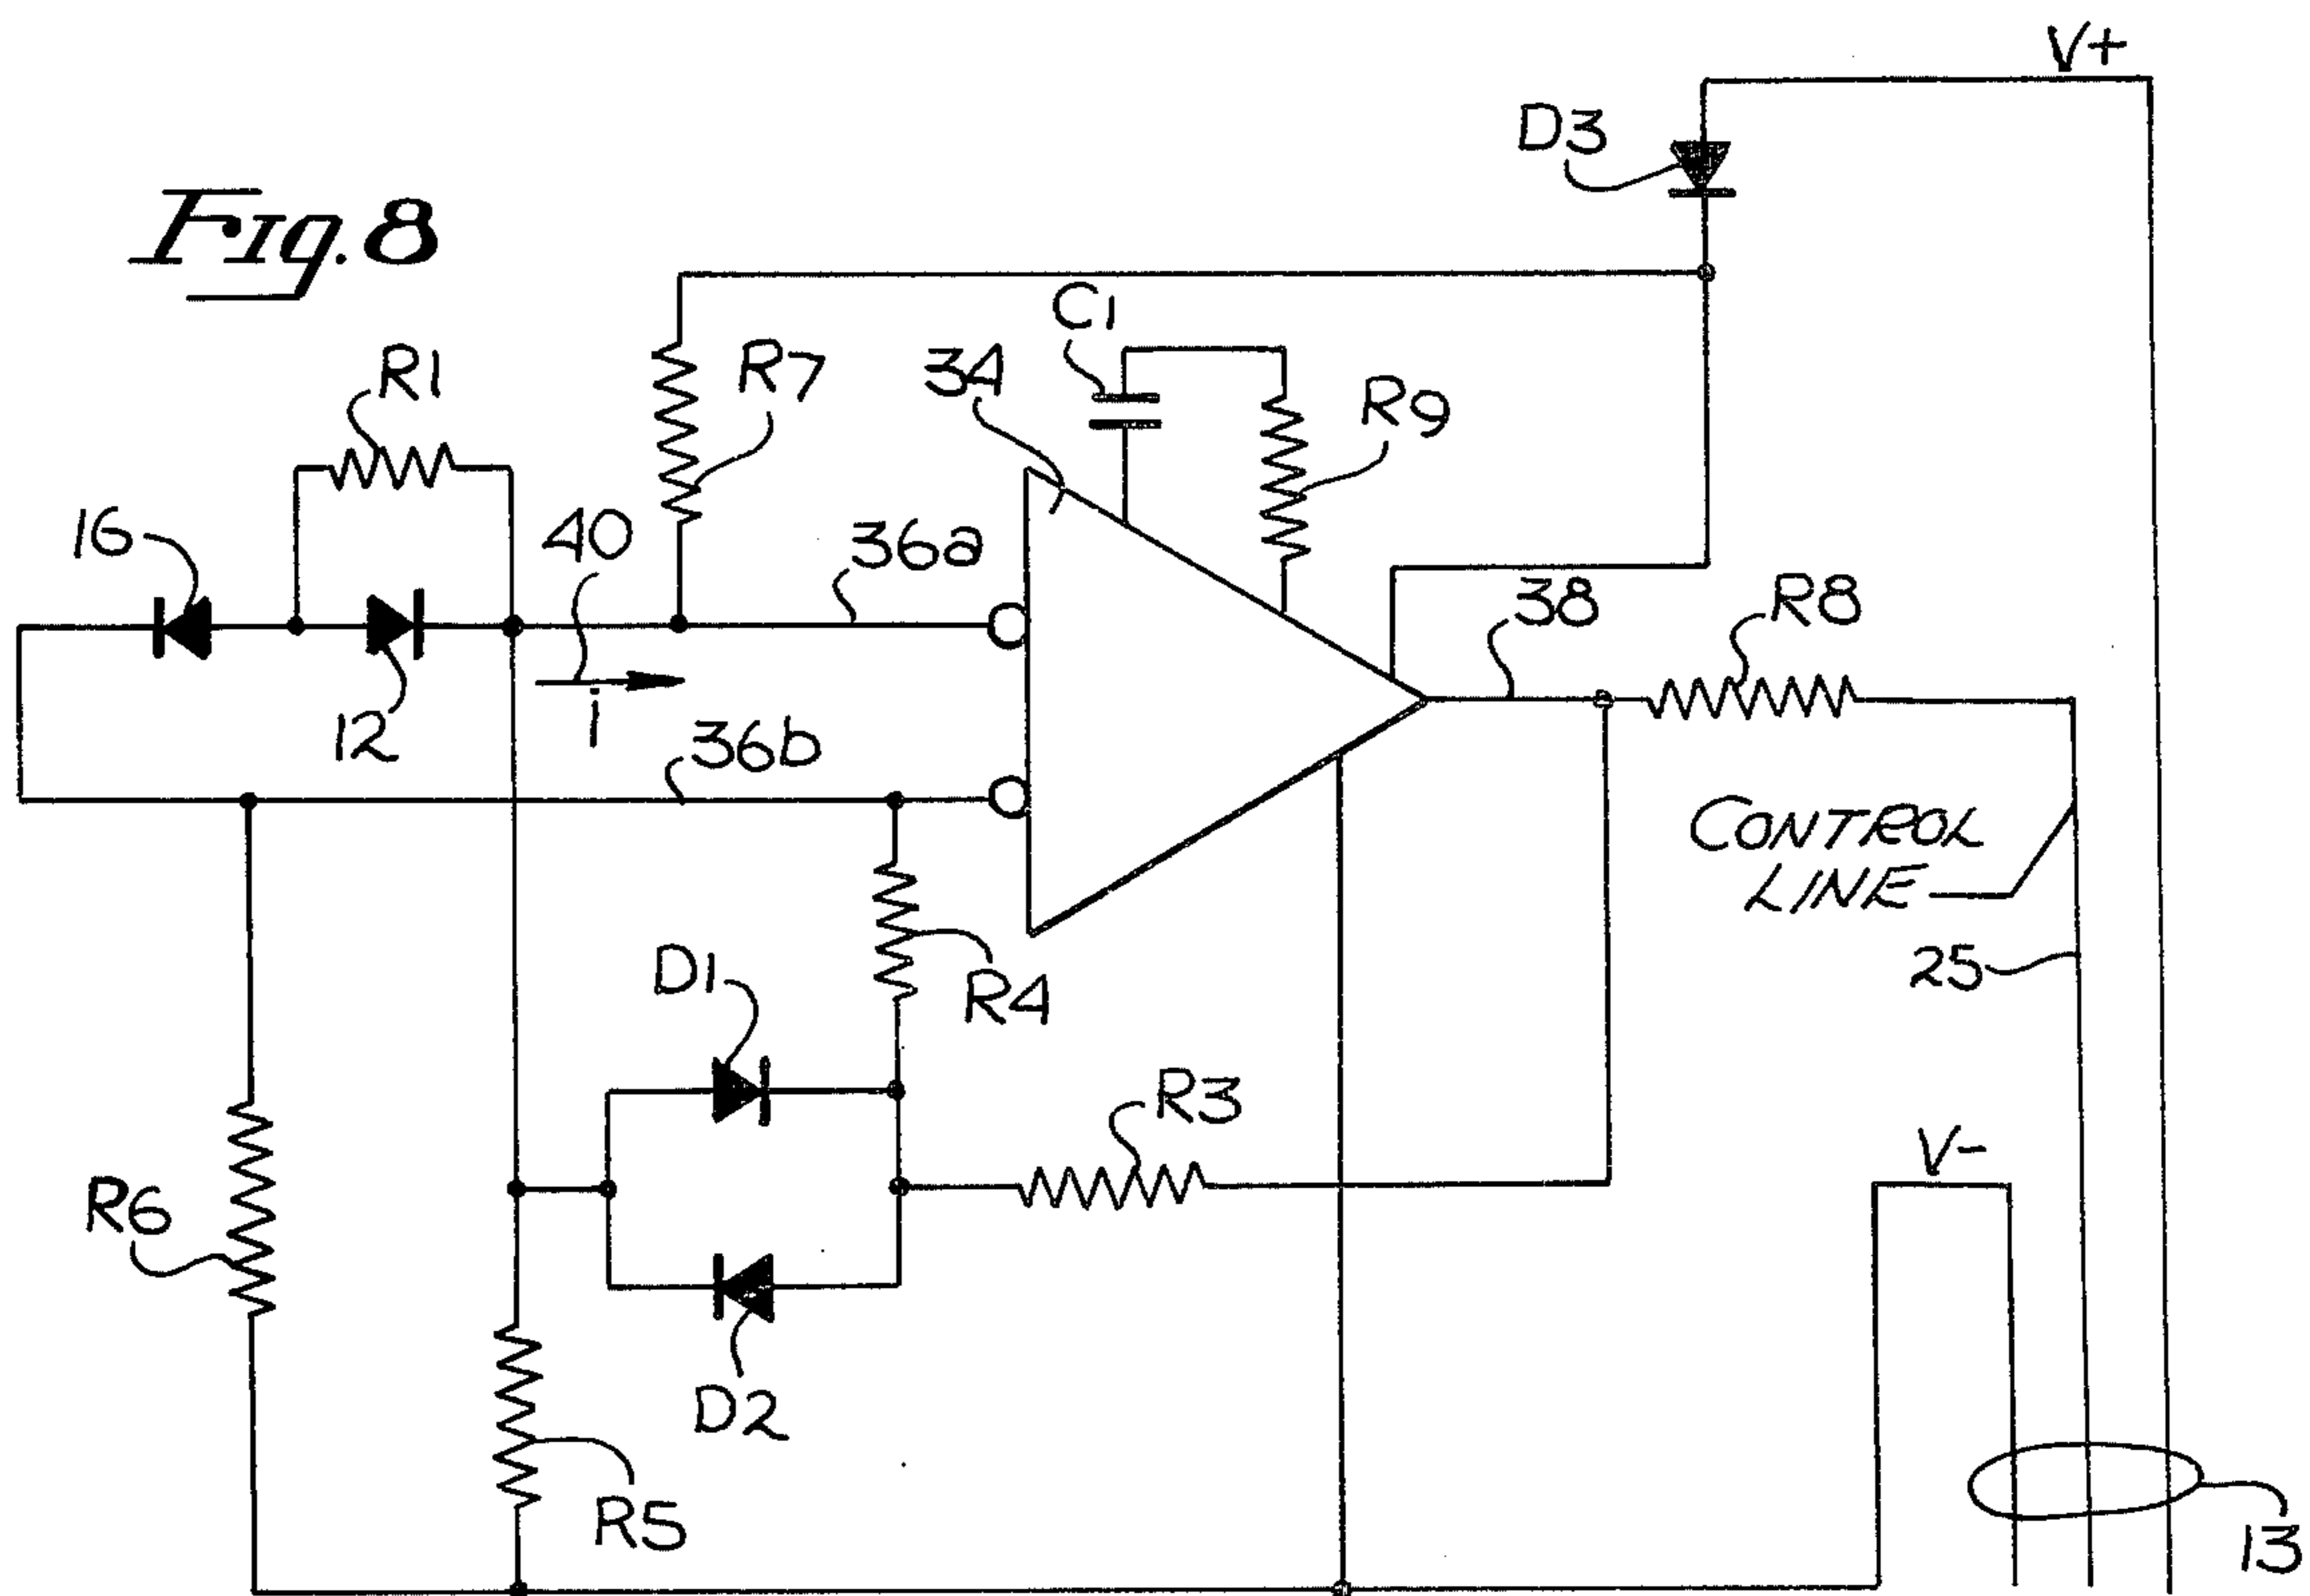 V+
D3
Fig. 8
C1
R1
R7
34
R9
16
40
36a
38
R8
12
i
36b
CONTROL
LINE
D1
R4
25
R3
V-
R6
D2
R5
13